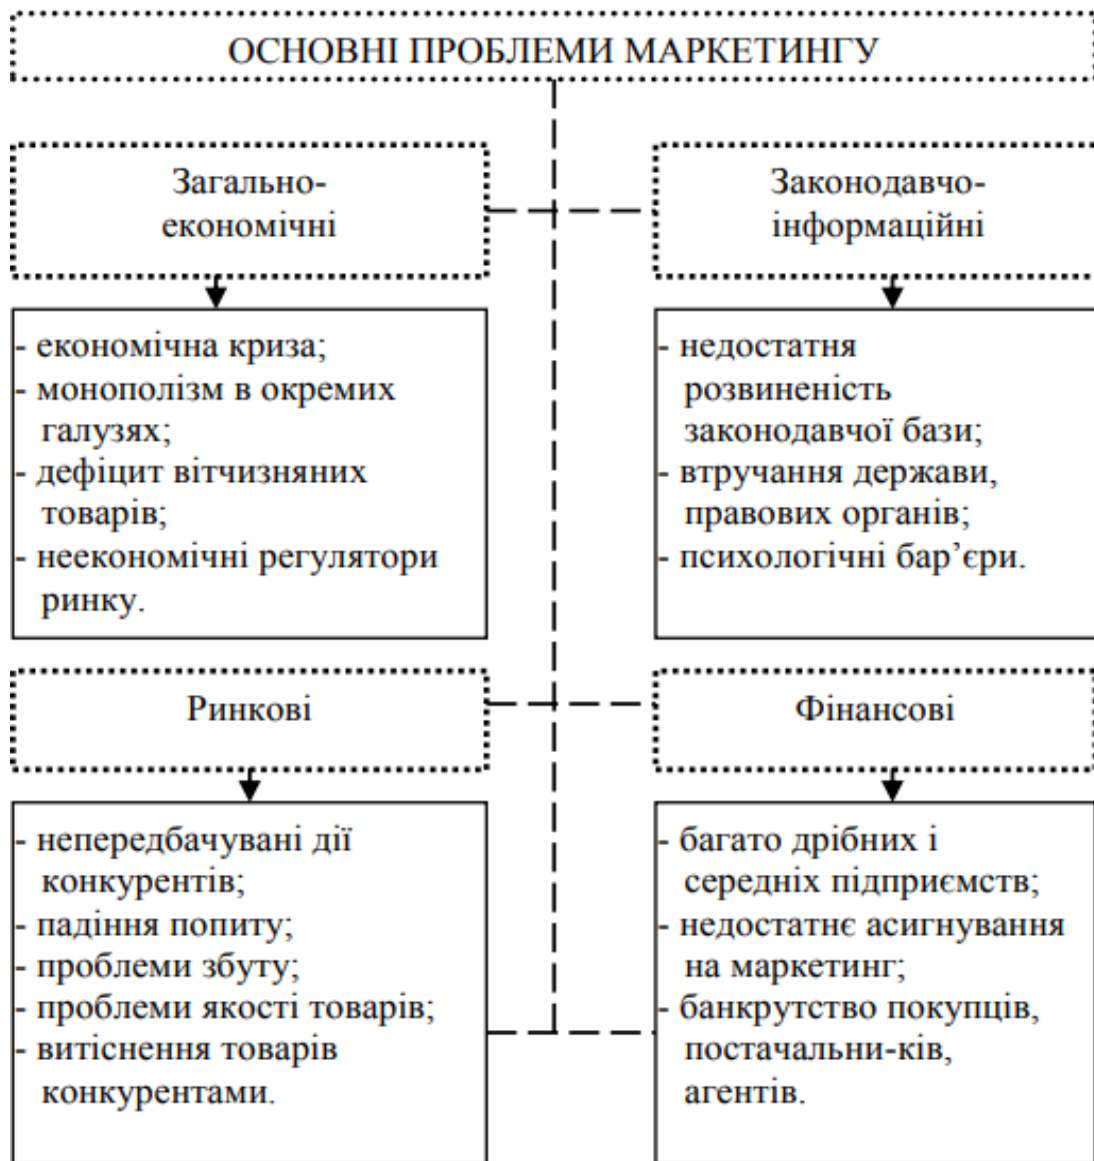 ОСНОВНІ ПРОБЛЕМИ МАРКЕТИНГУ
Загально-
економічні
Законодавчо-
інформаційні
- економічна криза;
- монополізм в окремих
галузях;
- дефіцит вітчизняних
товарів;
- неекономічні регулятори
ринку.
- недостатня
розвиненість
законодавчої бази;
- втручання держави,
правових органів;
- психологічні бар’єри.
Ринкові
Фінансові
- непередбачувані дії
конкурентів;
- падіння попиту;
- проблеми збуту;
- проблеми якості товарів;
- витіснення товарів
конкурентами.
- багато дрібних і
середніх підприємств;
- недостатнє асигнування
на маркетинг;
- банкрутство покупців,
постачальни-ків,
агентів.